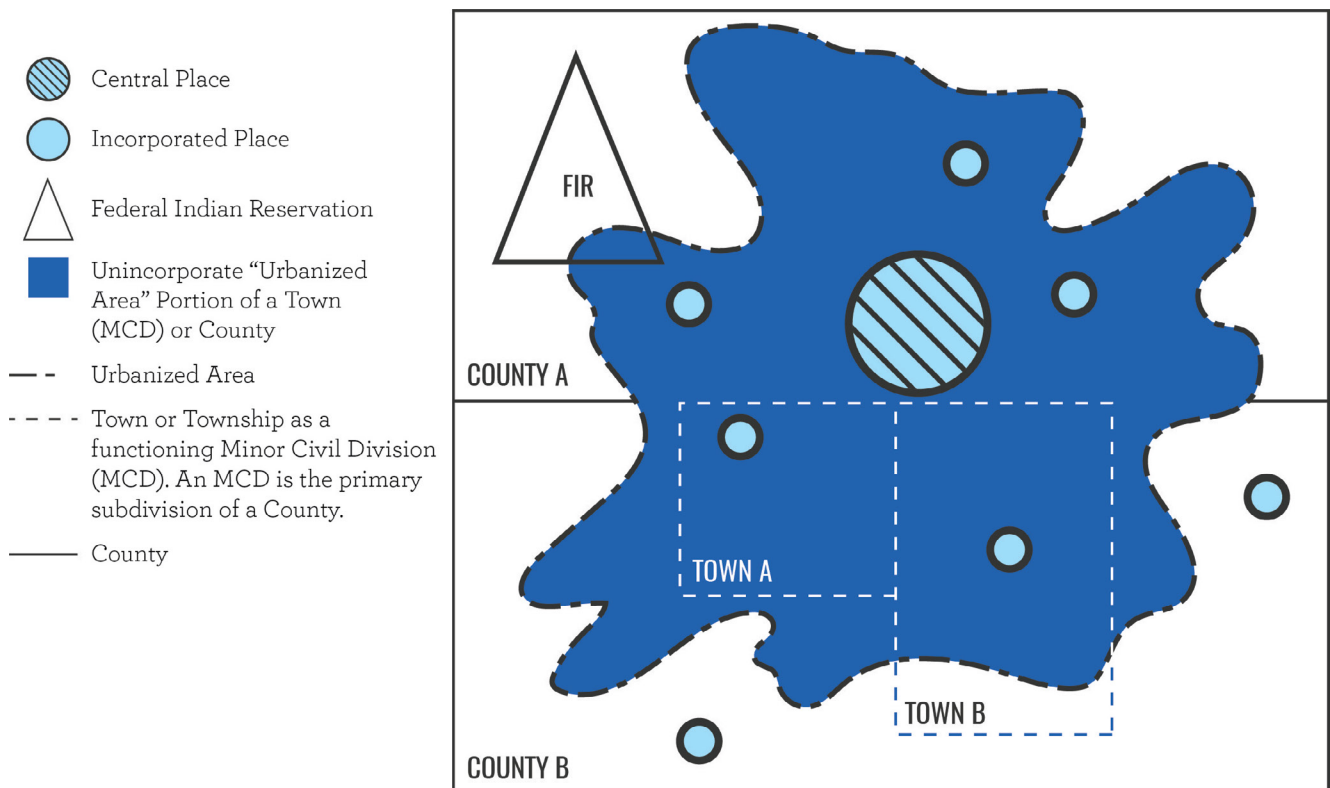 Central Place
Incorporated Place
Federal Indian Reservation
Unincorporate “Urbanized
Area” Portion of a Town
(MCD) or County
Urbanized Area
Town or Township as a
functioning Minor Civil Division
(MCD). An MCD is the primary
subdivision of a County.
County
FIR
COUNTY A
TOWN A
TOWN B
COUNTY B